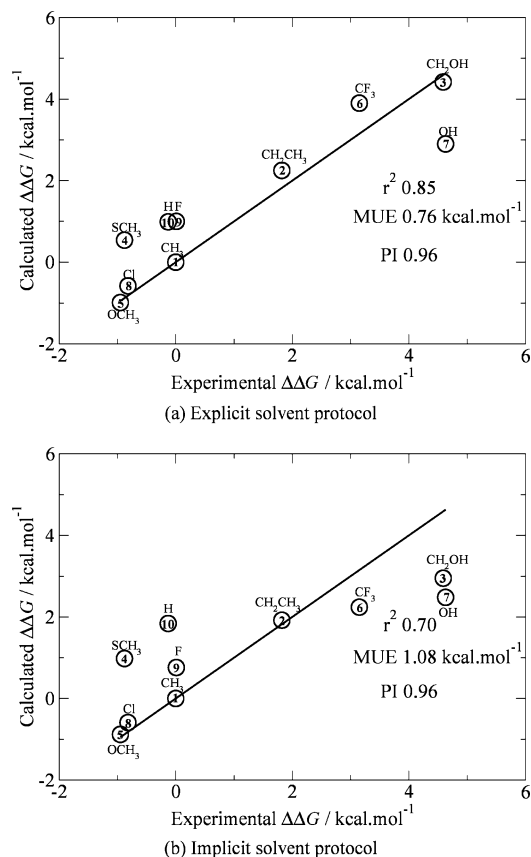 6
4
2
0
-2
-2 0 2 4 6
Calculated ΔΔG / kcal.mol⁻¹
CH₂OH
3
CF₃
6
OH
7
CH₂CH₃
2
H F
10 9
SCH₃
4
CH₃
1
Cl
8
5
OCH₃
r² 0.85
MUE 0.76 kcal.mol⁻¹
PI 0.96
Experimental ΔΔG / kcal.mol⁻¹
(a) Explicit solvent protocol
6
4
2
0
-2
-2 0 2 4 6
Calculated ΔΔG / kcal.mol⁻¹
CH₂OH
3
CF₃
6
7
OH
CH₂CH₃
2
H
10
SCH₃
4
F
9
CH₃
1
Cl
8
5
OCH₃
r² 0.70
MUE 1.08 kcal.mol⁻¹
PI 0.96
Experimental ΔΔG / kcal.mol⁻¹
(b) Implicit solvent protocol